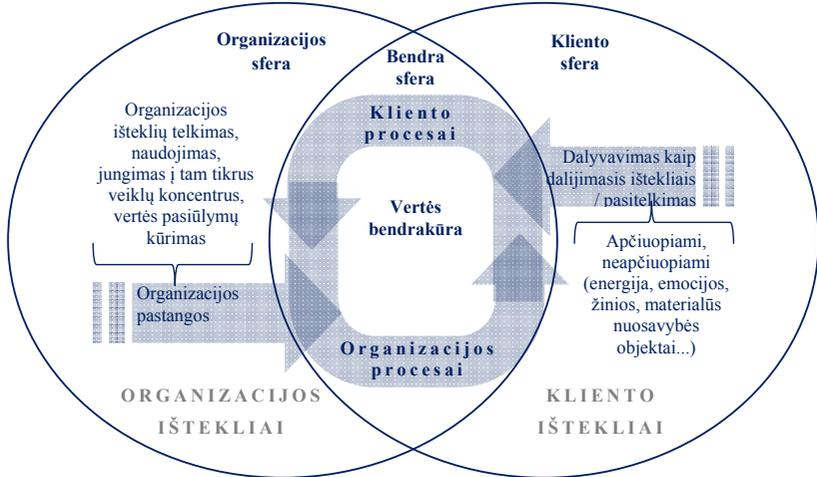 Organizacijos
sfera
Bendra
sfera
Kliento
sfera
Organizacijos
išteklių telkimas,
naudojimas,
jungimas į tam tikrus
veiklų koncentrus,
vertės pasiūlymų
kūrimas
Organizacijos
pastangos
Kliento
procesai
Vertės
bendrakūra
Organizacijos
procesai
Dalyvavimas kaip
dalijimasis ištekliais
/ pasitelkimas
Apčiuopiami,
neapčiuopiami
(energija, emocijos,
žinios, materialūs
nuosavybės
objektai...)
ORGANIZACIJOS
IŠTEKLIAI
KLIENTO
IŠTEKLIAI